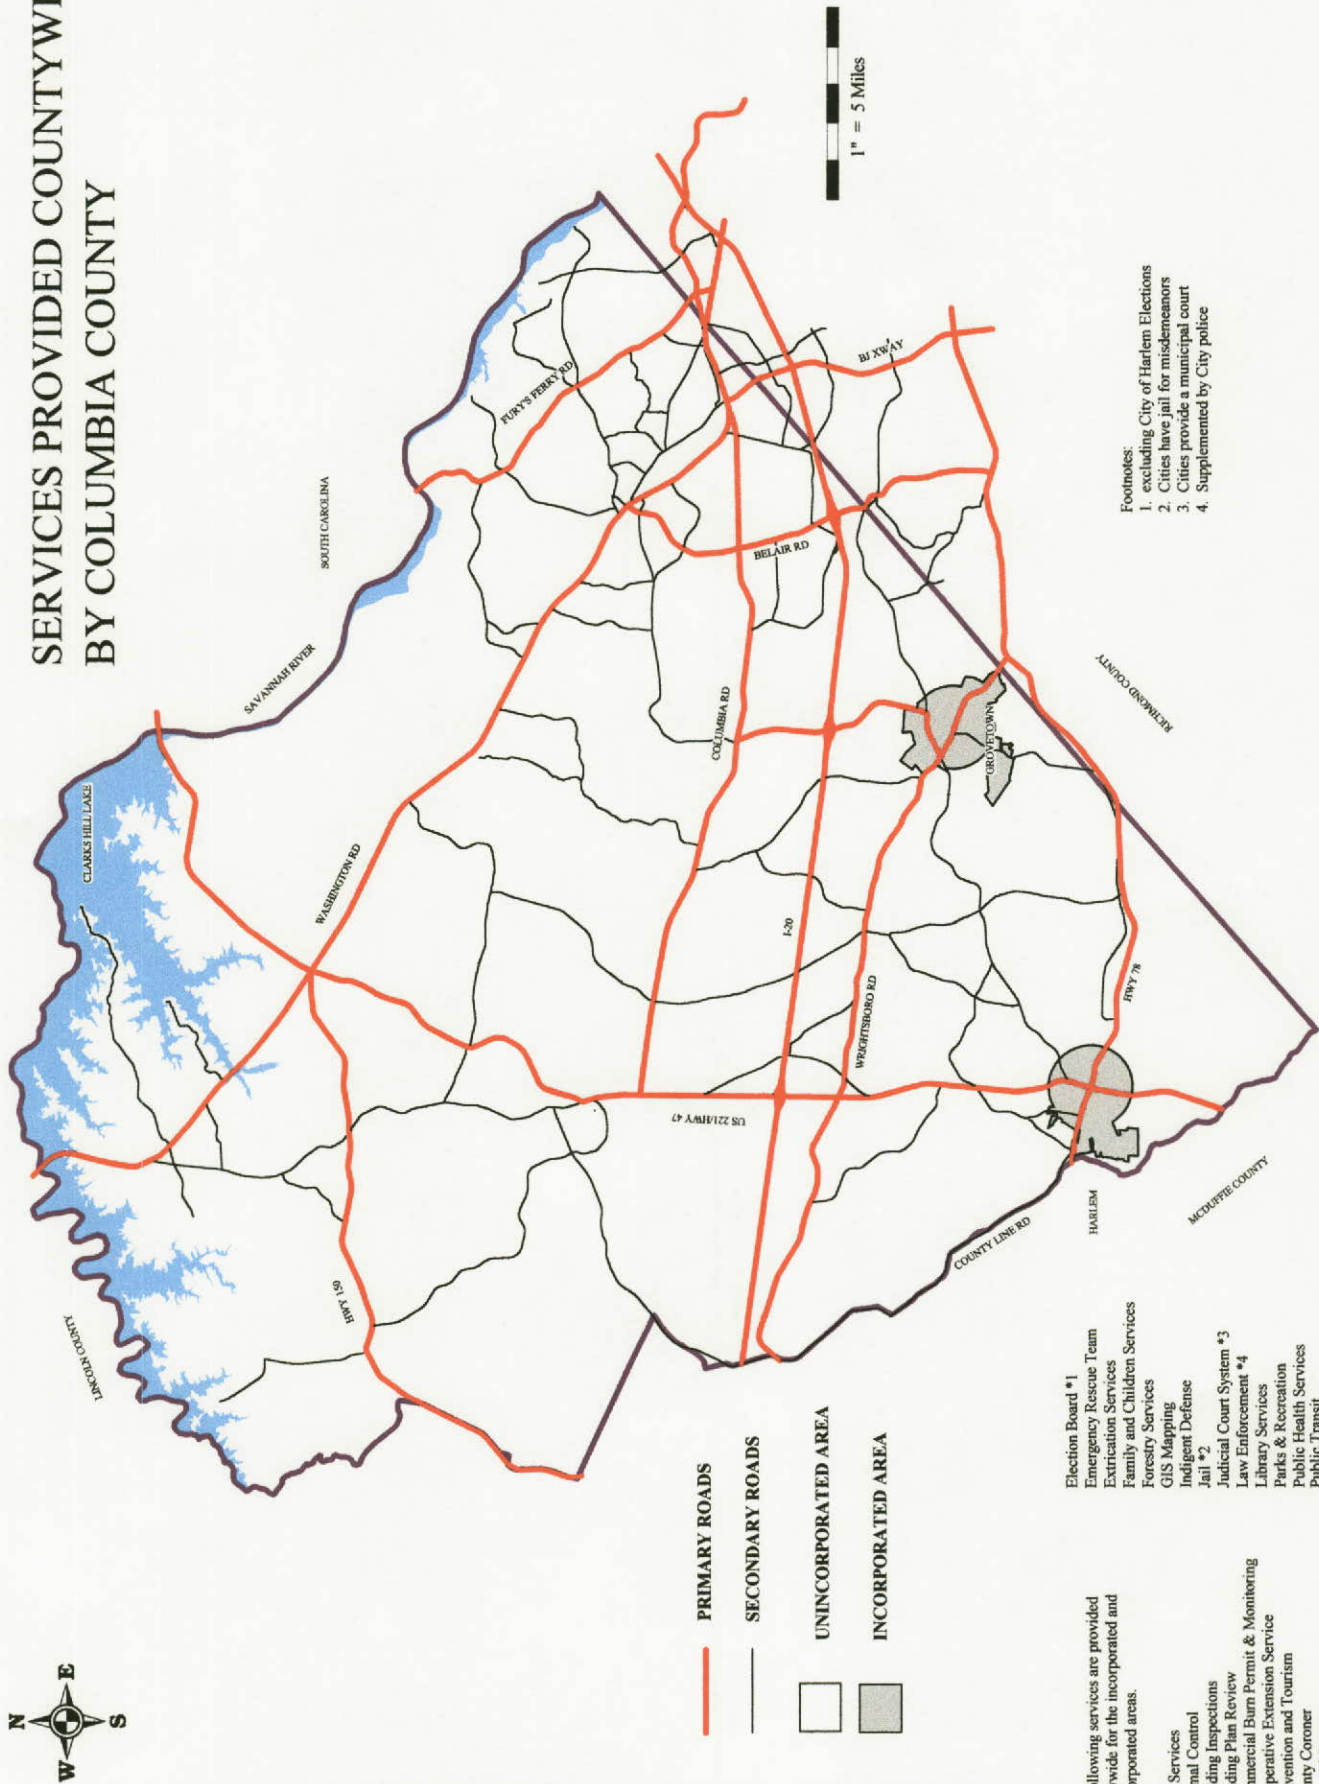 SERVICES PROVIDED COUNTYWI
BY COLUMBIA COUNTY
N
W
E
S
LINCOLN COUNTY
CLARKS HILL LAKE
SAVANNAH RIVER
SOUTH CAROLINA
WASHINGTON RD
FURY'S FERRY RD
HWY 150
US 221/HWY 47
COLUMBIA RD
BELAIR RD
BJ XWAY
I-20
WRIGHTSBORO RD
GROVETOWN
HWY 78
COUNTY LINE RD
HARLEM
MCDUFFIE COUNTY
RICHMOND COUNTY
1" = 5 Miles
PRIMARY ROADS
SECONDARY ROADS
UNINCORPORATED AREA
INCORPORATED AREA
llowing services are provided
wide for the incorporated and
orporated areas.
Services
mal Control
ding Inspections
ding Plan Review
mmercial Burn Permit & Monitoring
perative Extension Service
vention and Tourism
nty Coroner
Election Board *1
Emergency Rescue Team
Extrication Services
Family and Children Services
Forestry Services
GIS Mapping
Indigent Defense
Jail *2
Judicial Court System *3
Law Enforcement *4
Library Services
Parks & Recreation
Public Health Services
Public Transit
Footnotes:
1. excluding City of Harlem Elections
2. Cities have jail for misdemeanors
3. Cities provide a municipal court
4. Supplemented by City police